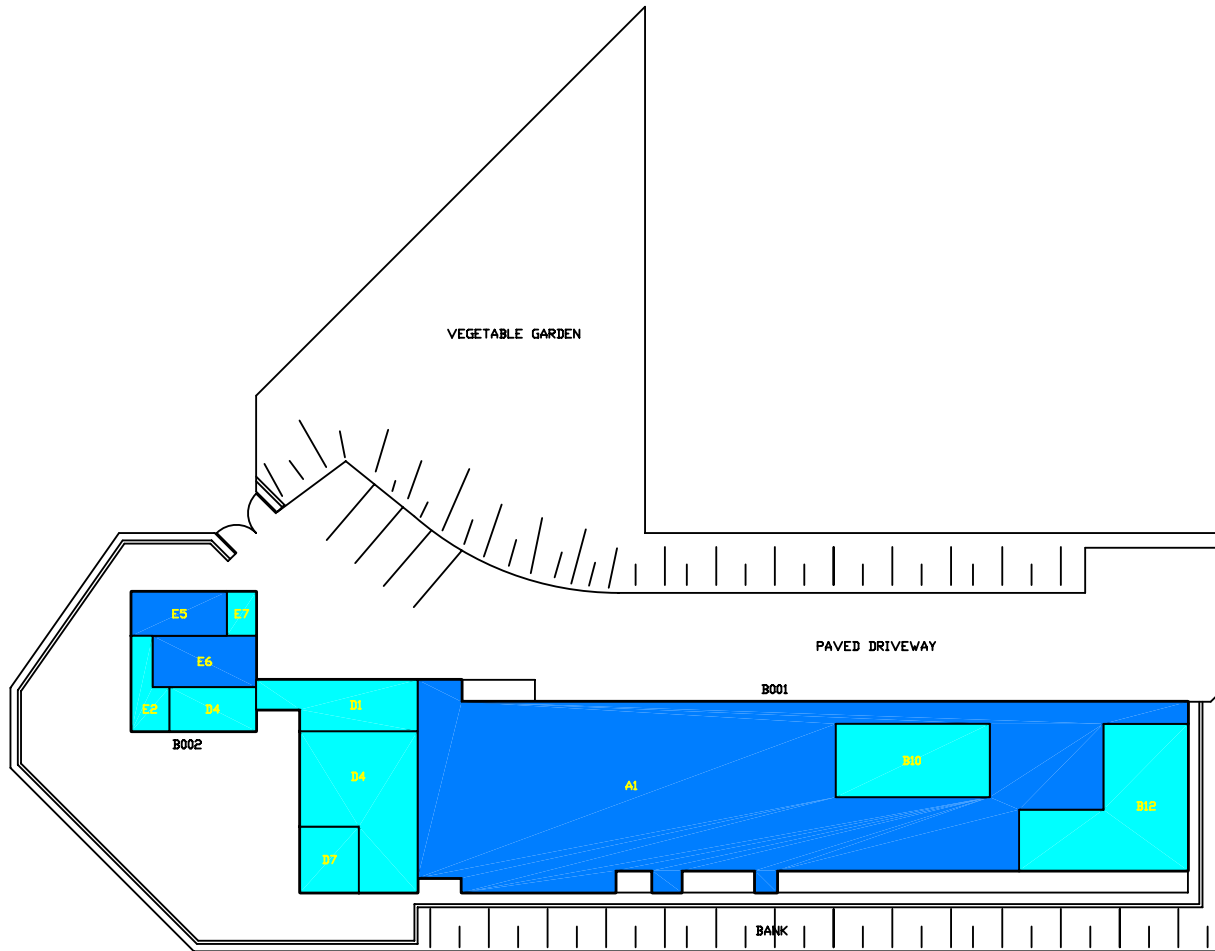 VEGETABLE GARDEN
E5
E7
PAVED DRIVEWAY
E6
B001
D1
E2
D4
B002
B10
D4
A1
B12
D7
BANK